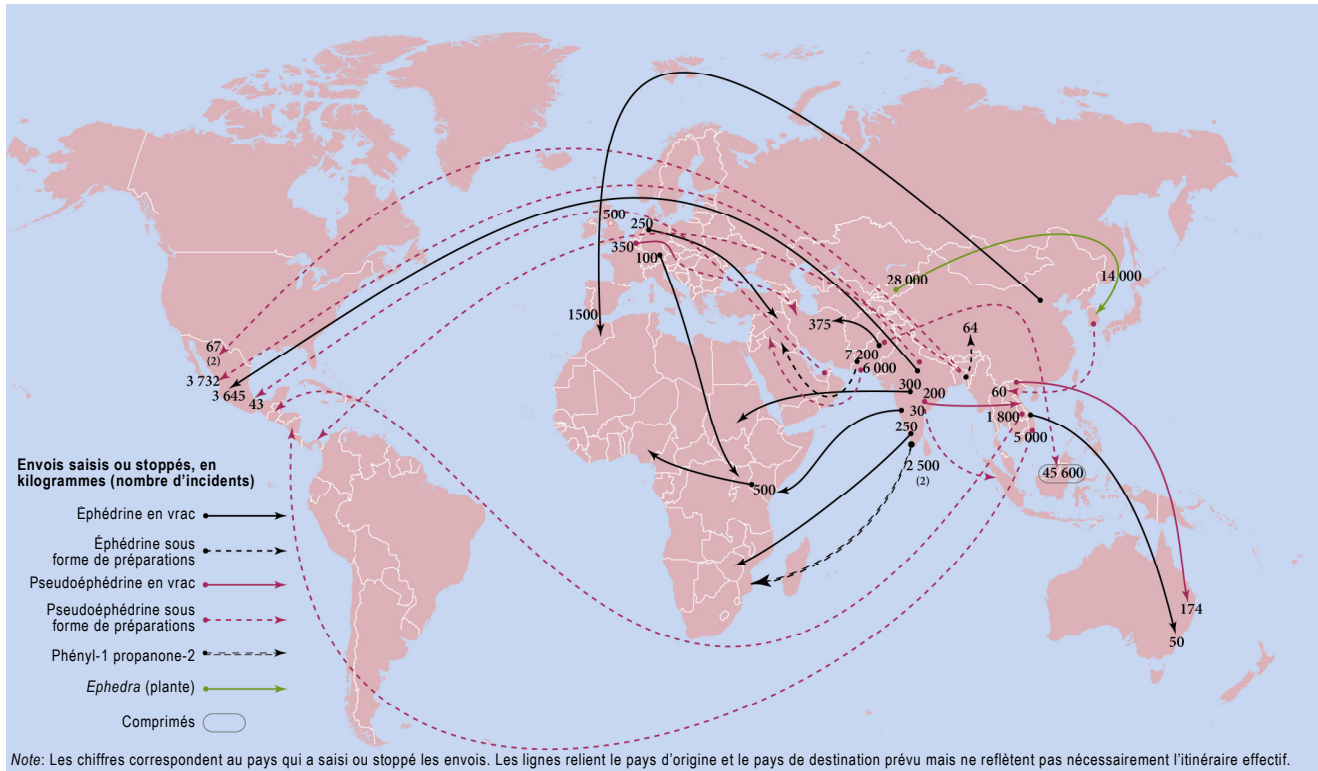 500
250
350
100
28 000
14 000
1500
375
64
67
(2)
7 200
6 000
3 732
300
3 645
43
200
60
30
1 800
250
5 000
2 500
(2)
45 600
500
174
50
Envois saisis ou stoppés, en
kilogrammes (nombre d'incidents)
Éphédrine en vrac
Éphédrine sous
forme de préparations
Pseudoéphédrine en vrac
Pseudoéphédrine sous
forme de préparations
Phényl-1 propanone-2
Ephedra (plante)
Comprimés
Note: Les chiffres correspondent au pays qui a saisi ou stoppé les envois. Les lignes relient le pays d'origine et le pays de destination prévu mais ne reflètent pas nécessairement l'itinéraire effectif.